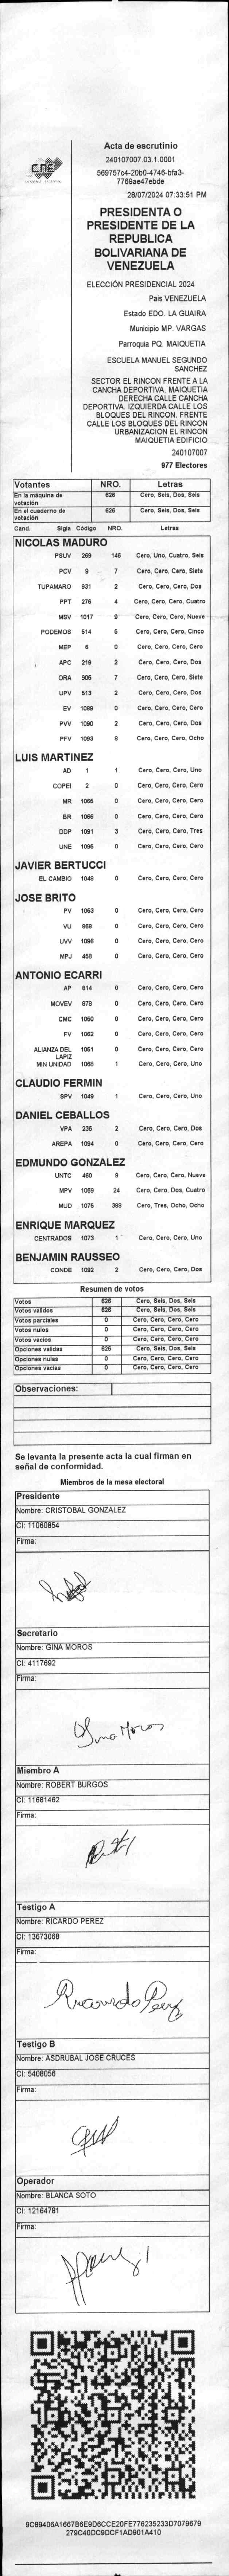 CNE
Acta de escrutinio
240107007.03.1.0001
569757c4-20b0-4746-bfa3-
7769ae47ebde
28/07/2024 07:33:51 PM
PRESIDENTA O
PRESIDENTE DE LA
REPUBLICA
BOLIVARIANA DE
VENEZUELA
ELECCIÓN PRESIDENCIAL 2024
Pais VENEZUELA
Estado EDO. LA GUAIRA
Municipio MP. VARGAS
Parroquia PQ. MAIQUETIA
ESCUELA MANUEL SEGUNDO
SANCHEZ
SECTOR EL RINCON FRENTE A LA
CANCHA DEPORTIVA. MAIQUETIA
DERECHA CALLE CANCHA
DEPORTIVA. IZQUIERDA CALLE LOS
BLOQUES DEL RINCON. FRENTE
CALLE LOS BLOQUES DEL RINCON
URBANIZACION EL RINCON
MAIQUETIA EDIFICIO
240107007
977 Electores
Votantes NRO. Letras
En la máquina de votación 626 Cero, Seis, Dos, Seis
En el cuaderno de votación 626 Cero, Seis, Dos, Seis
Cand. Sigla Codigo NRO. Letras
NICOLAS MADURO
PSUV 269 146 Cero, Uno, Cuatro, Seis
PCV 9 7 Cero, Cero, Cero, Siete
TUPAMARO 931 2 Cero, Cero, Cero, Dos
PPT 276 4 Cero, Cero, Cero, Cuatro
MSV 1017 9 Cero, Cero, Cero, Nueve
PODEMOS 514 5 Cero, Cero, Cero, Cinco
MEP 6 0 Cero, Cero, Cero, Cero
APC 219 2 Cero, Cero, Cero, Dos
ORA 905 7 Cero, Cero, Cero, Siete
UPV 513 2 Cero, Cero, Cero, Dos
EV 1089 0 Cero, Cero, Cero, Cero
PVV 1090 2 Cero, Cero, Cero, Dos
PFV 1093 8 Cero, Cero, Cero, Ocho
LUIS MARTINEZ
AD 1 1 Cero, Cero, Cero, Uno
COPEI 2 0 Cero, Cero, Cero, Cero
MR 1065 0 Cero, Cero, Cero, Cero
BR 1066 0 Cero, Cero, Cero, Cero
DDP 1091 3 Cero, Cero, Cero, Tres
UNE 1095 0 Cero, Cero, Cero, Cero
JAVIER BERTUCCI
EL CAMBIO 1048 0 Cero, Cero, Cero, Cero
JOSE BRITO
PV 1053 0 Cero, Cero, Cero, Cero
VU 968 0 Cero, Cero, Cero, Cero
UVV 1096 0 Cero, Cero, Cero, Cero
MPJ 458 0 Cero, Cero, Cero, Cero
ANTONIO ECARRI
AP 814 0 Cero, Cero, Cero, Cero
MOVEV 878 0 Cero, Cero, Cero, Cero
CMC 1050 0 Cero, Cero, Cero, Cero
FV 1062 0 Cero, Cero, Cero, Cero
ALIANZA DEL LAPIZ 1051 0 Cero, Cero, Cero, Cero
MIN UNIDAD 1068 1 Cero, Cero, Cero, Uno
CLAUDIO FERMIN
SPV 1049 1 Cero, Cero, Cero, Uno
DANIEL CEBALLOS
VPA 236 2 Cero, Cero, Cero, Dos
AREPA 1094 0 Cero, Cero, Cero, Cero
EDMUNDO GONZALEZ
UNTC 460 9 Cero, Cero, Cero, Nueve
MPV 1069 24 Cero, Cero, Dos, Cuatro
MUD 1075 388 Cero, Tres, Ocho, Ocho
ENRIQUE MARQUEZ
CENTRADOS 1073 1 Cero, Cero, Cero, Uno
BENJAMIN RAUSSEO
CONDE 1092 2 Cero, Cero, Cero, Dos
Resumen de votos
Votos 626 Cero, Seis, Dos, Seis
Votos validos 626 Cero, Seis, Dos, Seis
Votos parciales 0 Cero, Cero, Cero, Cero
Votos nulos 0 Cero, Cero, Cero, Cero
Votos vacios 0 Cero, Cero, Cero, Cero
Opciones validas 626 Cero, Seis, Dos, Seis
Opciones nulas 0 Cero, Cero, Cero, Cero
Opciones vacias 0 Cero, Cero, Cero, Cero
Observaciones:
Se levanta la presente acta la cual firman en
señal de conformidad.
Miembros de la mesa electoral
Presidente
Nombre: CRISTOBAL GONZALEZ
CI: 11060854
Firma:
Secretario
Nombre: GINA MOROS
CI: 4117692
Firma:
Gina Moros
Miembro A
Nombre: ROBERT BURGOS
CI: 11681462
Firma:
Testigo A
Nombre: RICARDO PEREZ
CI: 13673068
Firma:
Ricardo Perez
Testigo B
Nombre: ASDRUBAL JOSE CRUCES
CI: 5408056
Firma:
Operador
Nombre: BLANCA SOTO
CI: 12164781
Firma:
9C89406A1667B6E9D6CCE20FE776235233D7079679
279C40DC9DCF1AD901A410